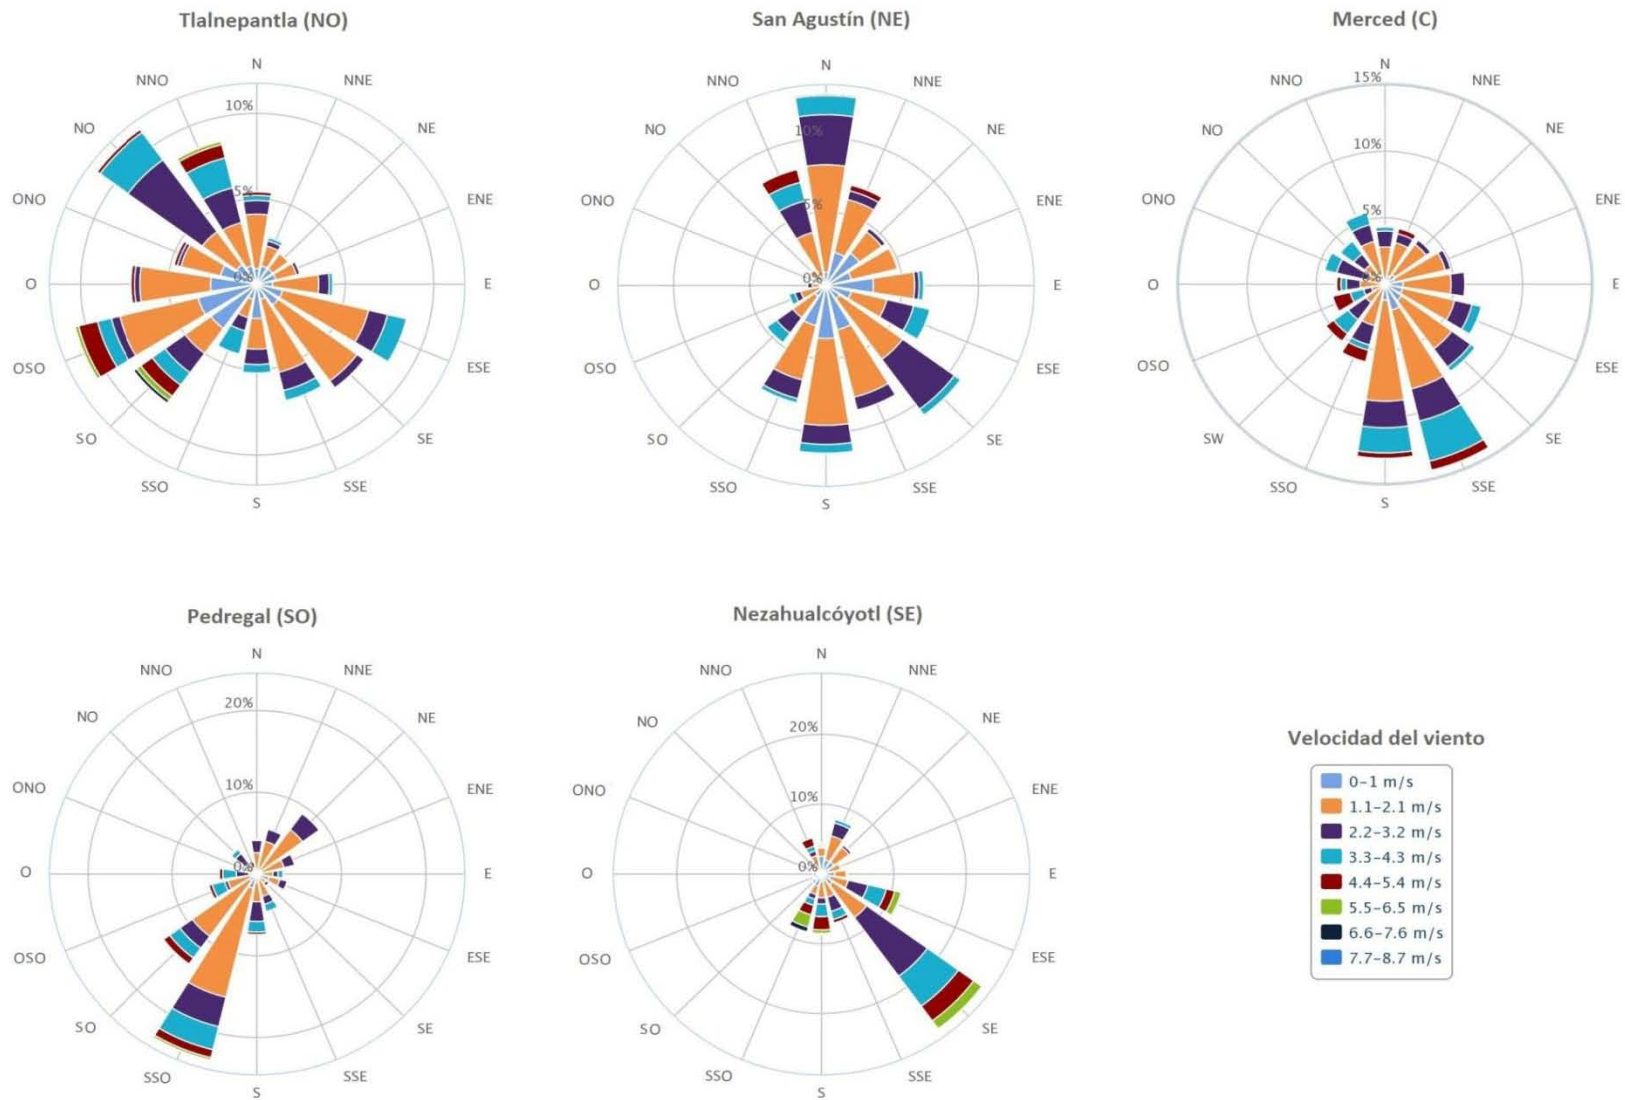 Tlalnepantla (NO)
N
NNO
NNE
NO
NE
ONO
ENE
O
E
OSO
ESE
SO
SE
SSO
SSE
S
10%
5%
0%
San Agustín (NE)
N
NNO
NNE
NO
NE
ONO
ENE
O
E
OSO
ESE
SO
SE
SSO
SSE
S
10%
5%
0%
Merced (C)
N
NNO
NNE
NO
NE
ONO
ENE
O
E
OSO
ESE
SW
SE
SSO
SSE
S
15%
10%
5%
Pedregal (SO)
N
NNO
NNE
NO
NE
ONO
ENE
O
E
OSO
ESE
SO
SE
SSO
SSE
S
20%
10%
0%
Nezahualcóyotl (SE)
N
NNO
NNE
NO
NE
ONO
ENE
O
E
OSO
ESE
SO
SE
SSO
SSE
S
20%
10%
0%
Velocidad del viento
0–1 m/s
1.1–2.1 m/s
2.2–3.2 m/s
3.3–4.3 m/s
4.4–5.4 m/s
5.5–6.5 m/s
6.6–7.6 m/s
7.7–8.7 m/s